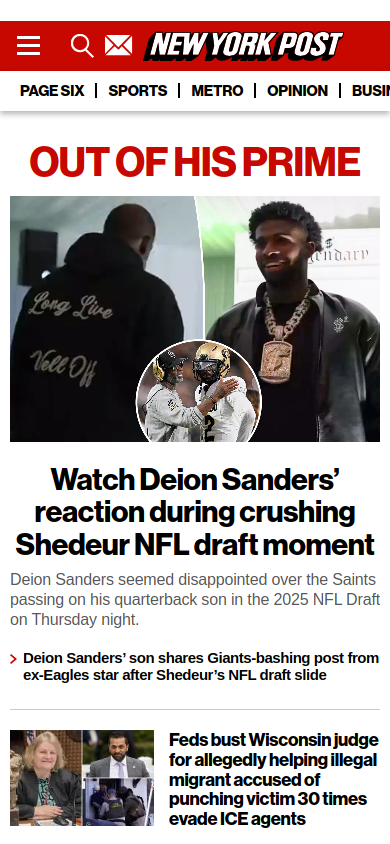 NEW YORK POST
PAGE SIX | SPORTS | METRO | OPINION | BUSI
OUT OF HIS PRIME
Long Live
Well Off
endary
2
Watch Deion Sanders’
reaction during crushing
Shedeur NFL draft moment
Deion Sanders seemed disappointed over the Saints
passing on his quarterback son in the 2025 NFL Draft
on Thursday night.
Deion Sanders’ son shares Giants-bashing post from
ex-Eagles star after Shedeur’s NFL draft slide
Feds bust Wisconsin judge
for allegedly helping illegal
migrant accused of
punching victim 30 times
evade ICE agents